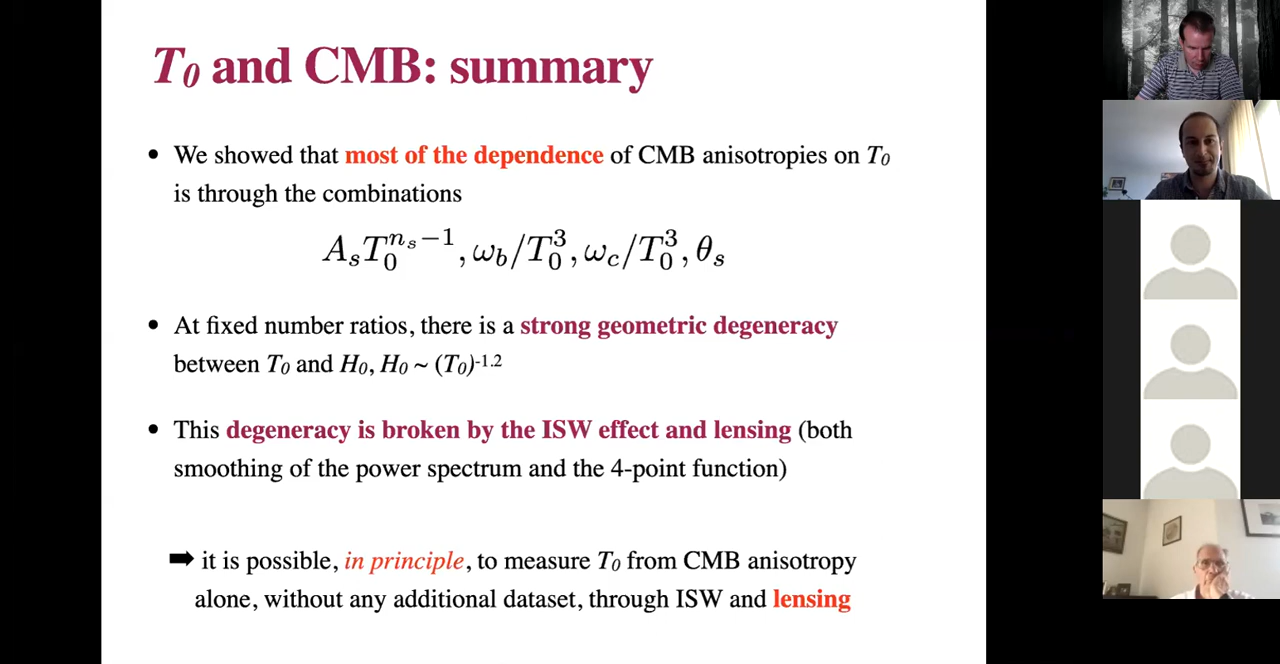 T₀ and CMB: summary
• We showed that most of the dependence of CMB anisotropies on T₀
is through the combinations
AₛT₀ⁿˢ⁻¹, ω_b/T₀³, ω_c/T₀³, θₛ
• At fixed number ratios, there is a strong geometric degeneracy
between T₀ and H₀, H₀ ~ (T₀)⁻¹·²
• This degeneracy is broken by the ISW effect and lensing (both
smoothing of the power spectrum and the 4-point function)
➡ it is possible, in principle, to measure T₀ from CMB anisotropy
alone, without any additional dataset, through ISW and lensing